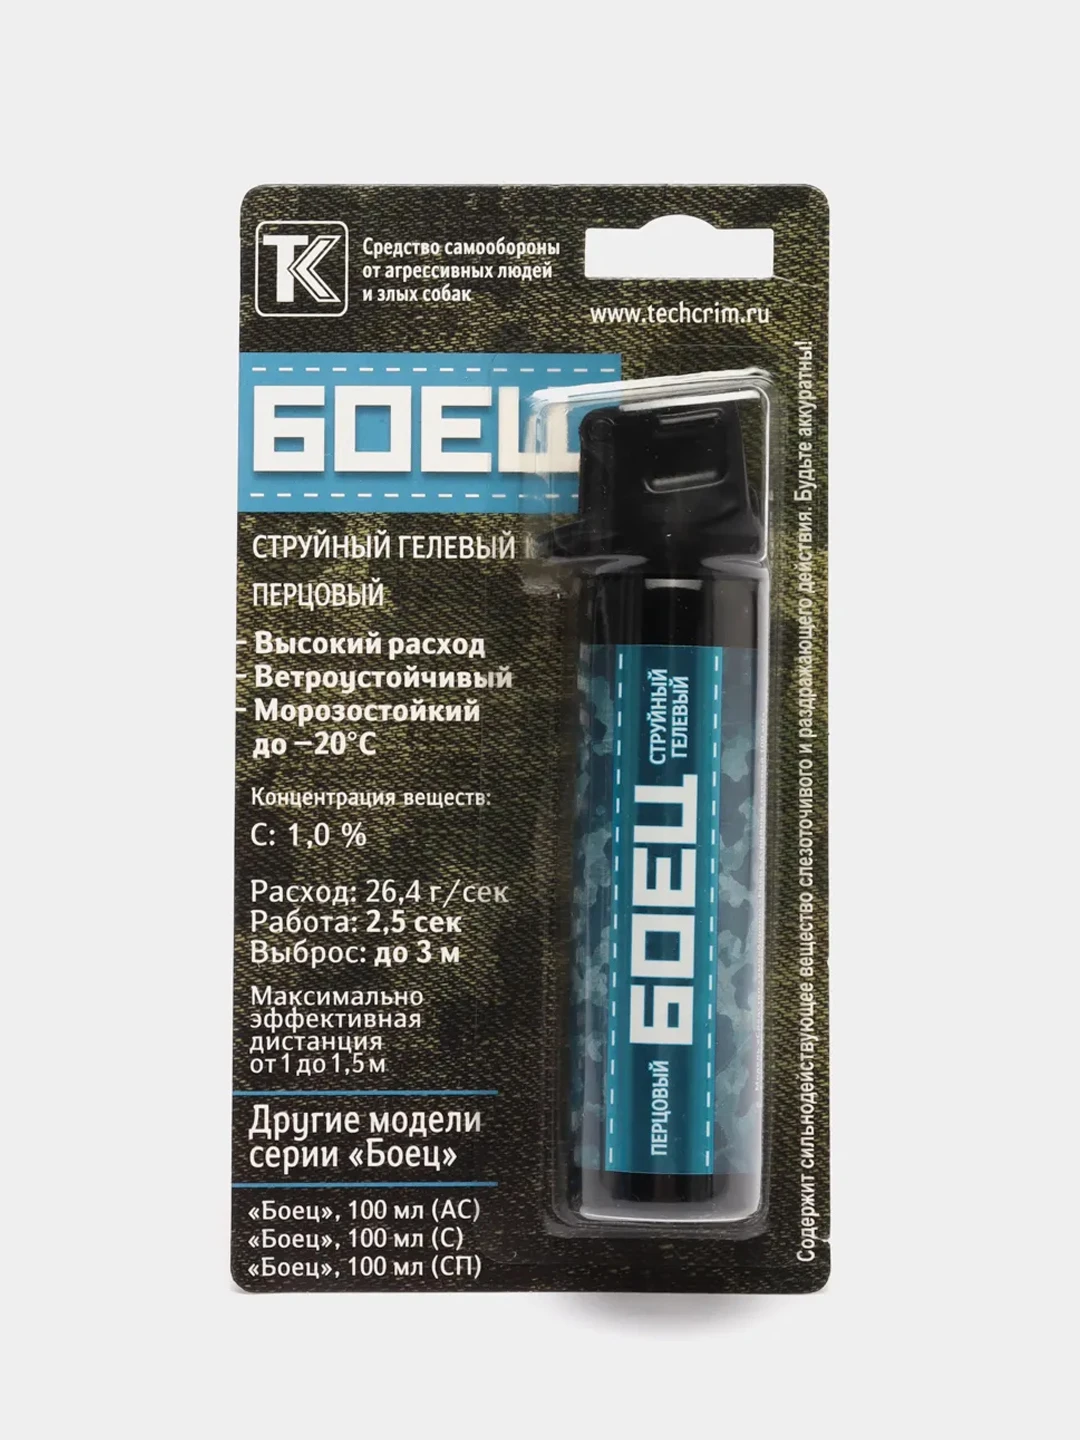 ТК
Средство самообороны
от агрессивных людей
и злых собак
www.techcrim.ru
БОЕЦ
СТРУЙНЫЙ ГЕЛЕВЫЙ
ПЕРЦОВЫЙ
- Высокий расход
- Ветроустойчивый
- Морозостойкий
до –20°С
Концентрация веществ:
С: 1,0 %
Расход: 26,4 г/сек
Работа: 2,5 сек
Выброс: до 3 м
Максимально
эффективная
дистанция
от 1 до 1,5 м
Другие модели
серии «Боец»
«Боец», 100 мл (АС)
«Боец», 100 мл (С)
«Боец», 100 мл (СП)
ПЕРЦОВЫЙ
БОЕЦ
СТРУЙНЫЙ
ГЕЛЕВЫЙ
Содержит сильнодействующее вещество слезоточивого и раздражающего действия. Будьте аккуратны!